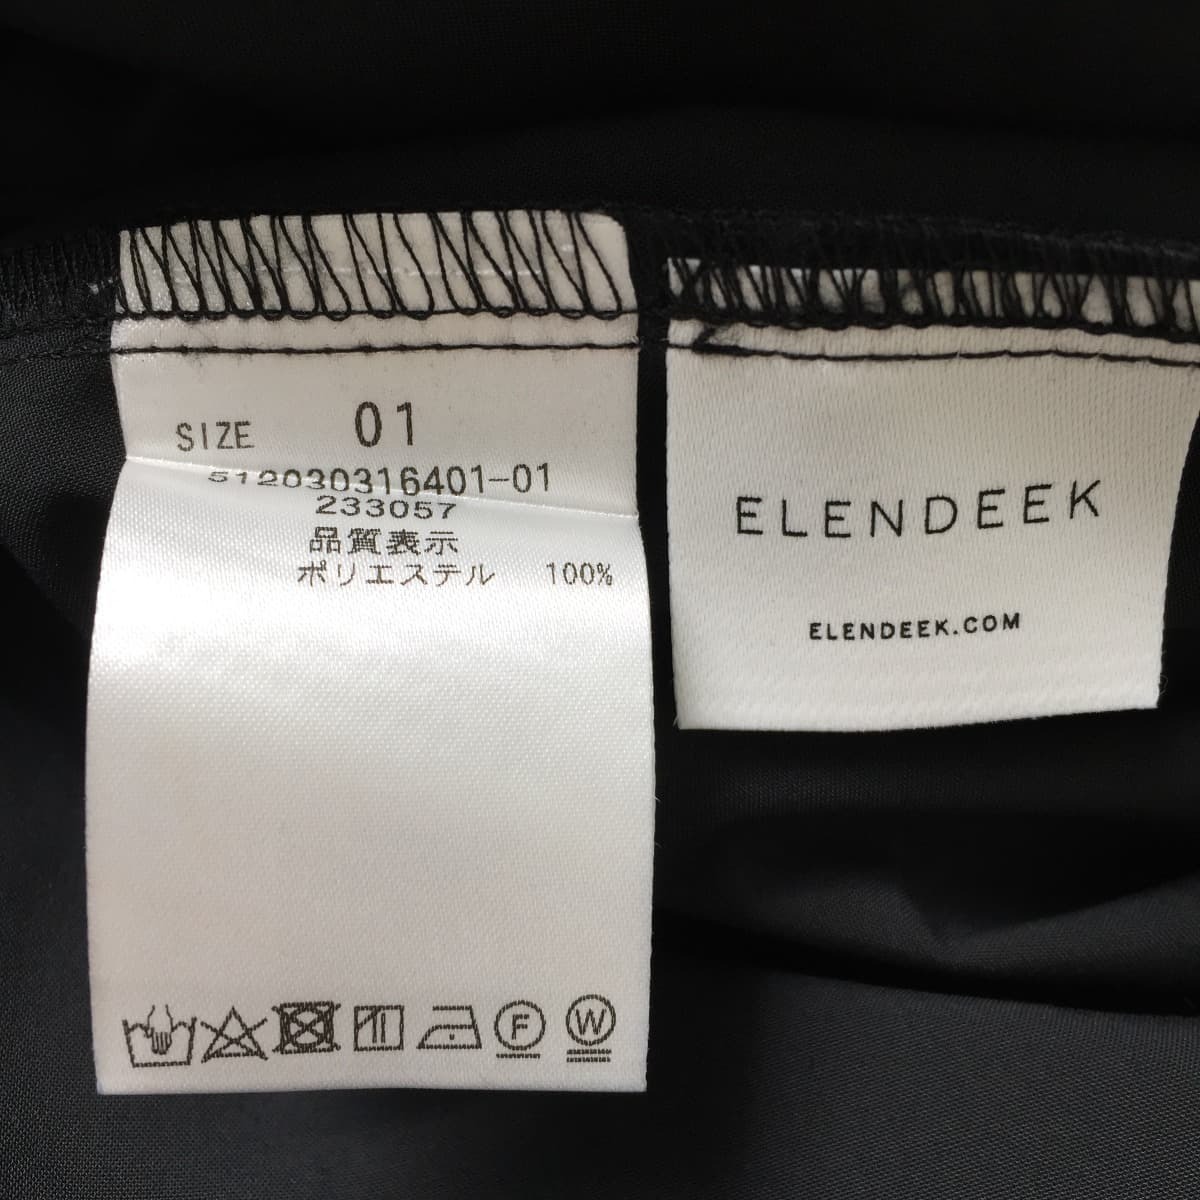 SIZE 01
512030316401-01
233057
品質表示
ポリエステル 100%
F W
ELENDEEK
ELENDEEK.COM